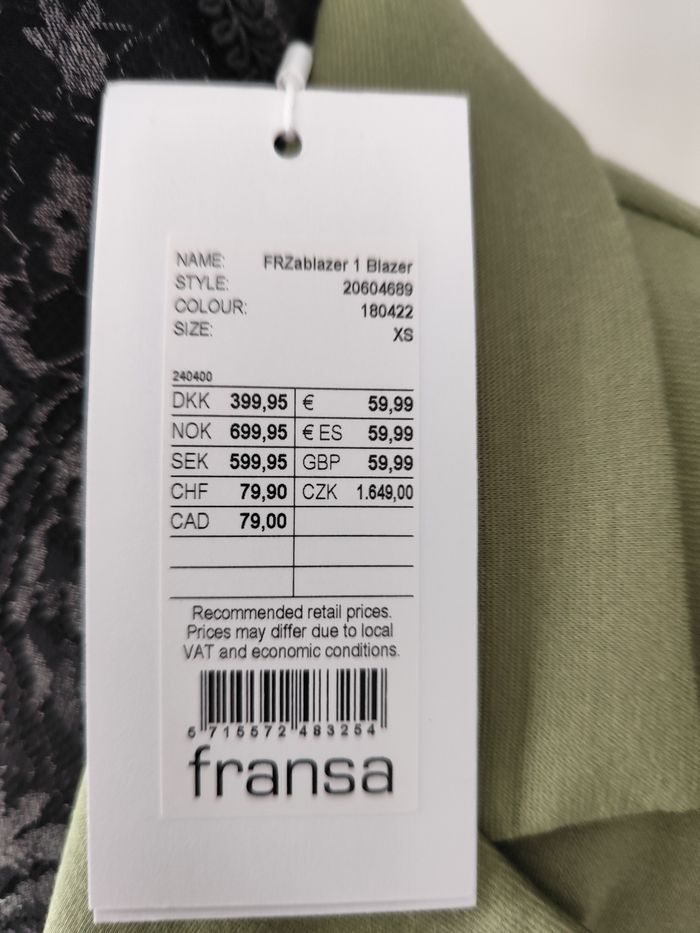 NAME: FRZablazer 1 Blazer
STYLE: 20604689
COLOUR: 180422
SIZE: XS
240400
DKK 399,95 € 59,99
NOK 699,95 € ES 59,99
SEK 599,95 GBP 59,99
CHF 79,90 CZK 1.649,00
CAD 79,00
Recommended retail prices.
Prices may differ due to local
VAT and economic conditions.
5 715572 483254
fransa